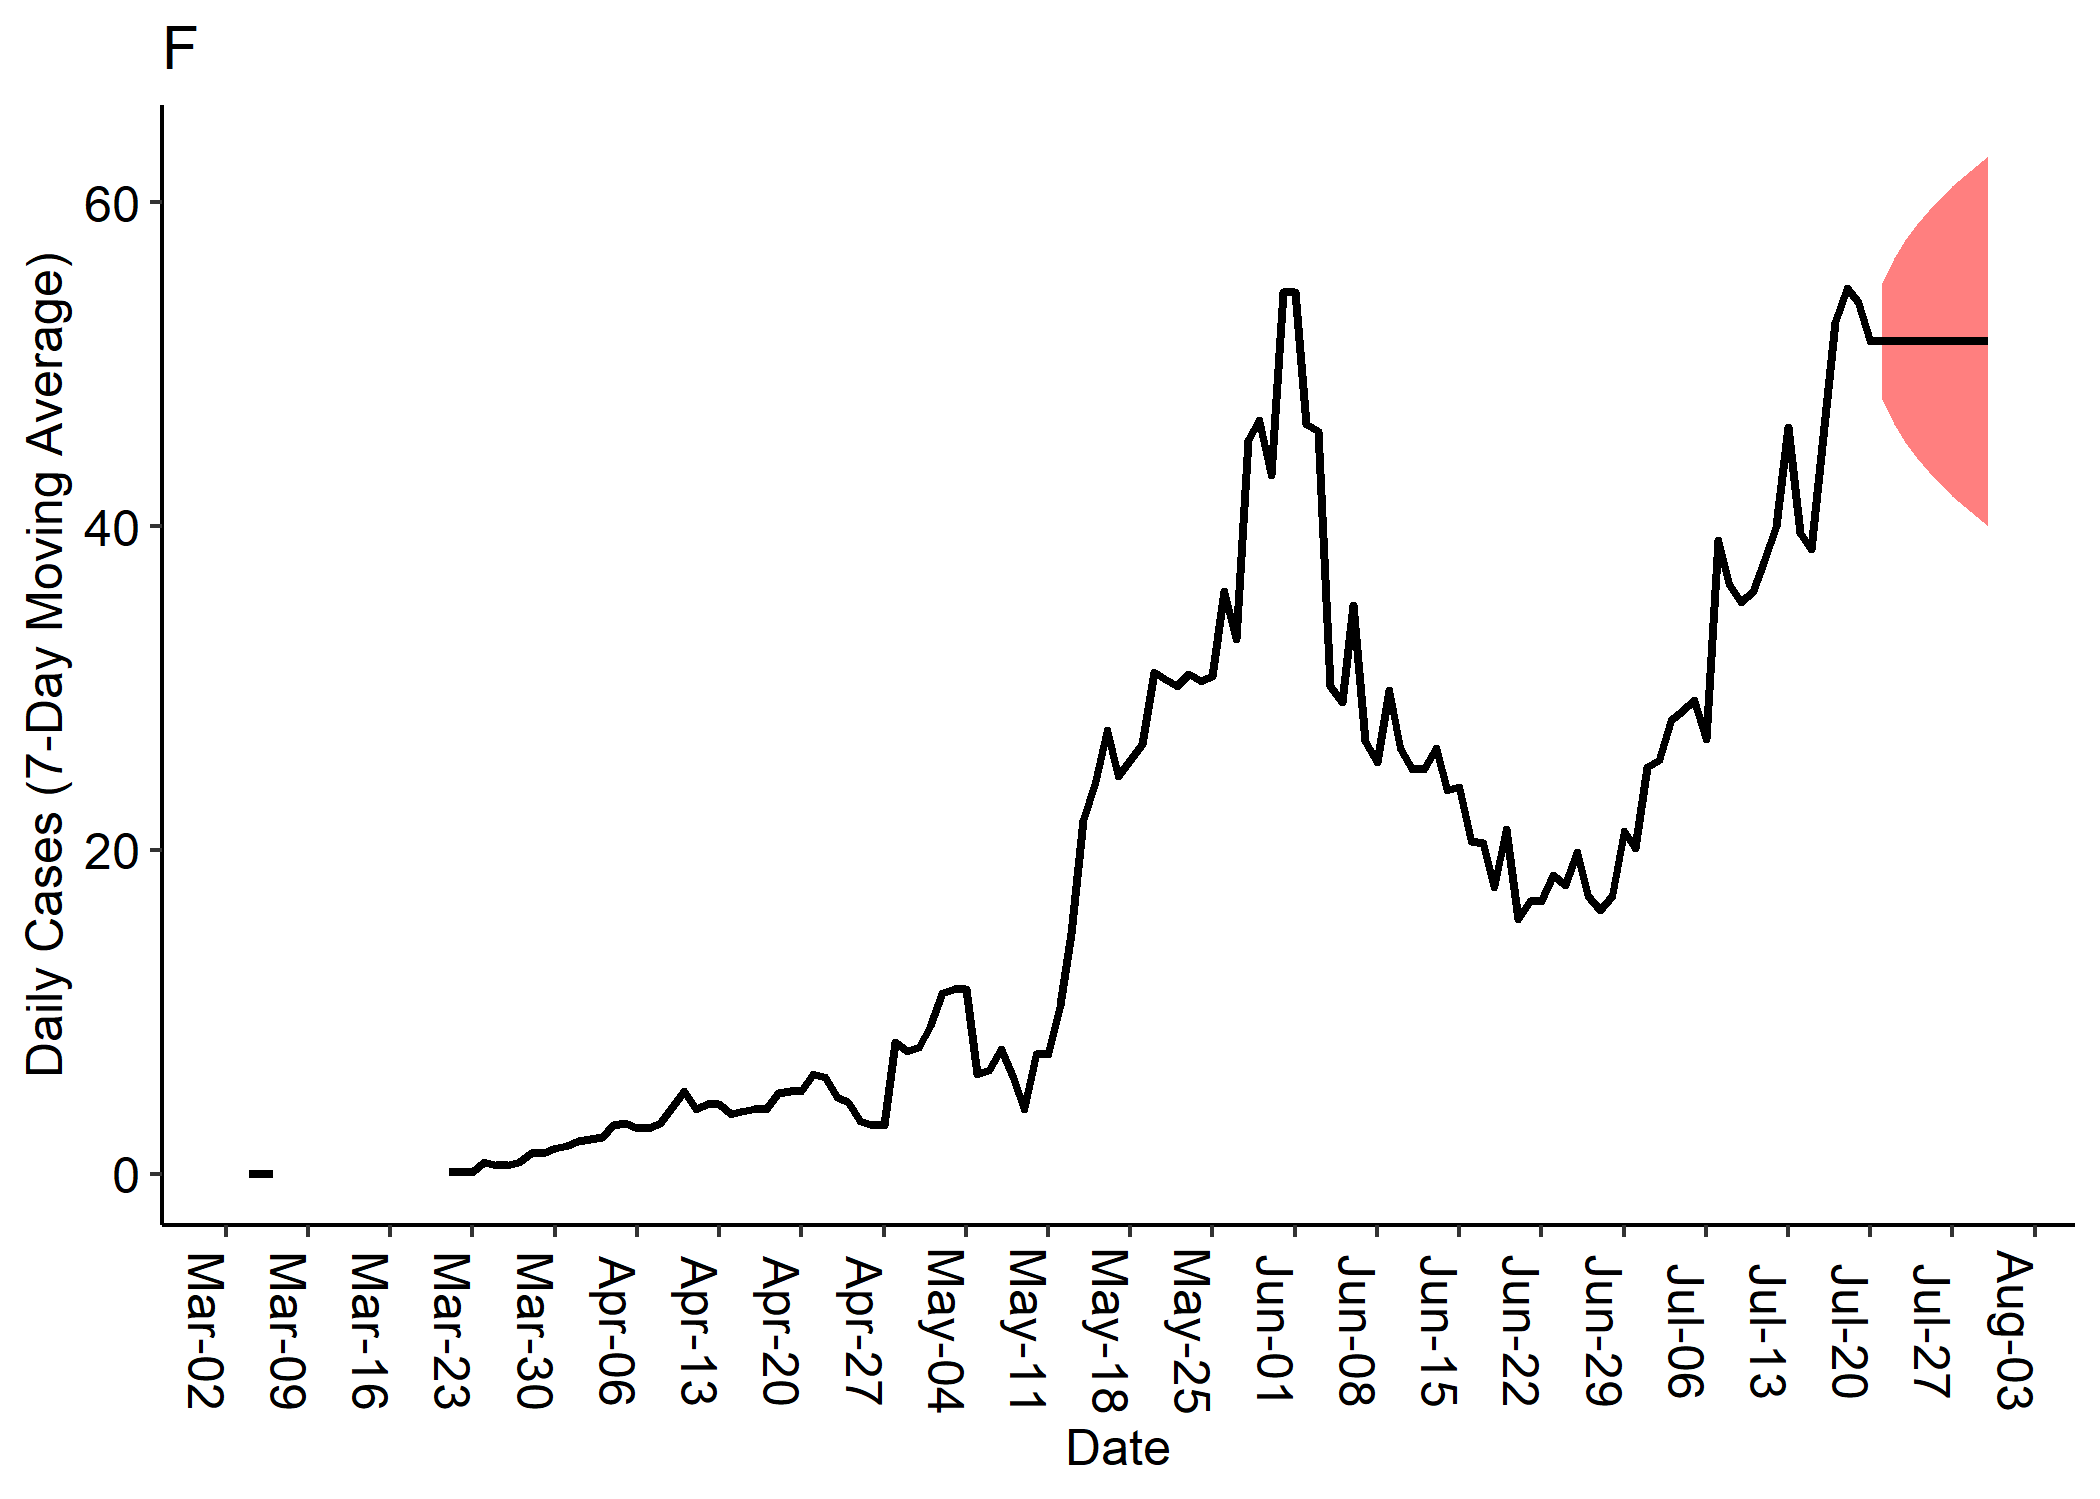 F
Daily Cases (7-Day Moving Average)
60
40
20
0
Mar-02
Mar-09
Mar-16
Mar-23
Mar-30
Apr-06
Apr-13
Apr-20
Apr-27
May-04
May-11
May-18
May-25
Jun-01
Jun-08
Jun-15
Jun-22
Jun-29
Jul-06
Jul-13
Jul-20
Jul-27
Aug-03
Date